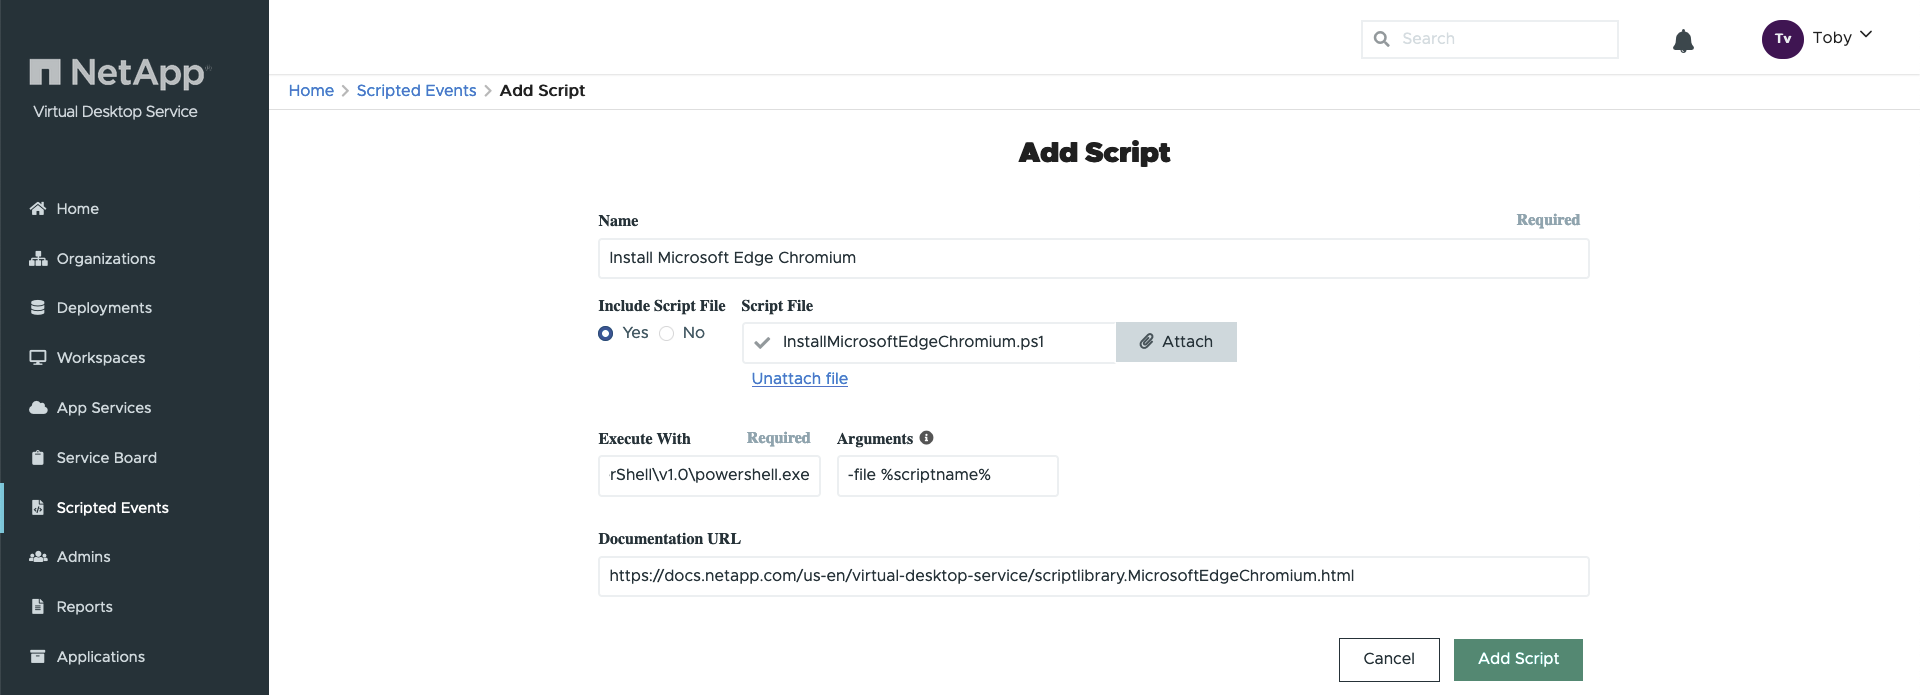 NetApp
Virtual Desktop Service
Home
Organizations
Deployments
Workspaces
App Services
Service Board
Scripted Events
Admins
Reports
Applications
Search
Tv Toby
Home > Scripted Events > Add Script
Add Script
Name Required
Install Microsoft Edge Chromium
Include Script File Script File
Yes No InstallMicrosoftEdgeChromium.ps1 Attach
Unattach file
Execute With Required Arguments
rShell\v1.0\powershell.exe -file %scriptname%
Documentation URL
https://docs.netapp.com/us-en/virtual-desktop-service/scriptlibrary.MicrosoftEdgeChromium.html
Cancel Add Script